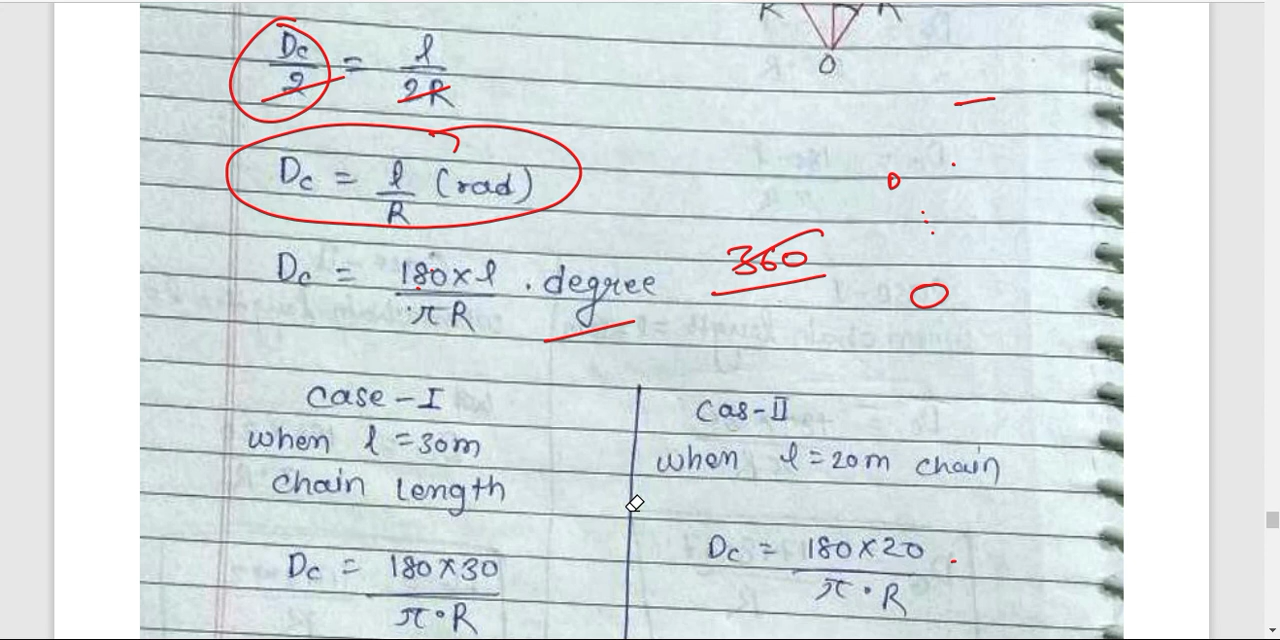 R R R
O
Dc/2 = l/2R
Dc = l/R (rad)
Dc = 180×l/π R . degree
360
Case-I
when l = 30m
chain Length
Dc = 180×30/π•R
Cas-II
when l = 20m chain
Dc = 180×20/π•R